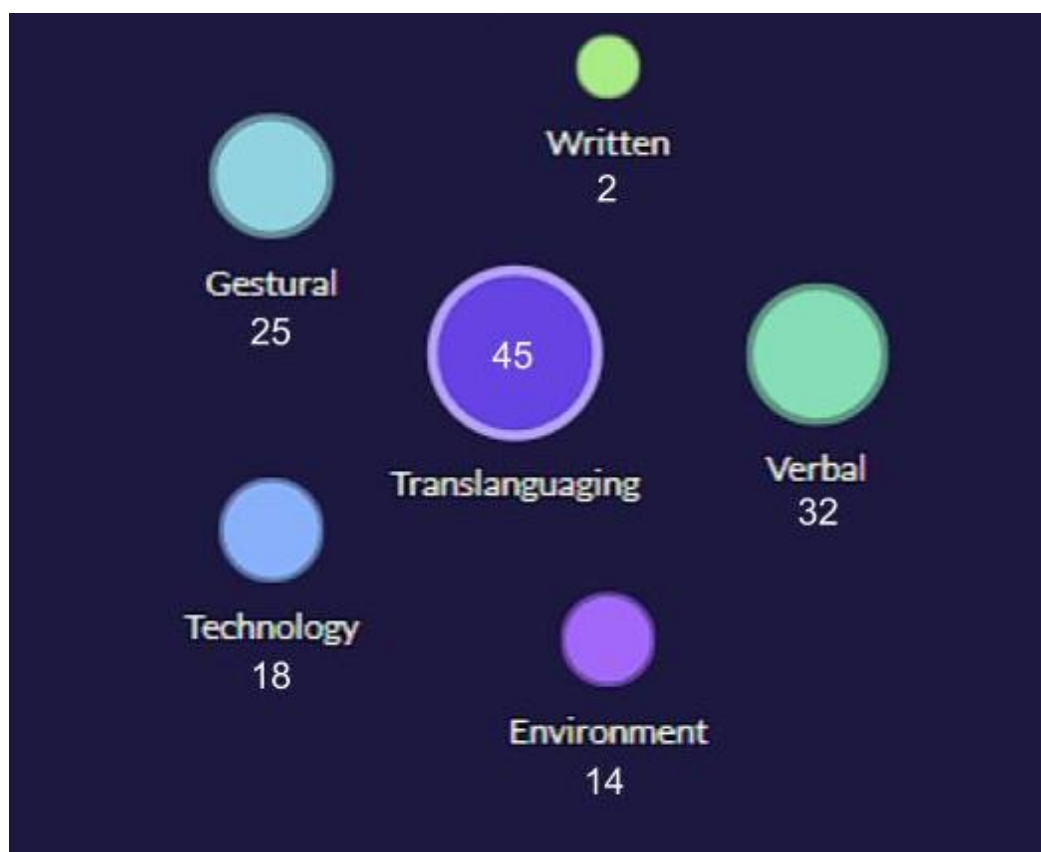 Written
2
Gestural
25
45
Translanguaging
Verbal
32
Technology
18
Environment
14